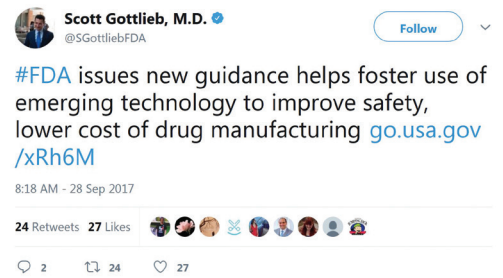 Scott Gottlieb, M.D.
@SGottliebFDA
Follow
#FDA issues new guidance helps foster use of
emerging technology to improve safety,
lower cost of drug manufacturing go.usa.gov
/xRh6M
8:18 AM - 28 Sep 2017
24 Retweets 27 Likes
2 24 27